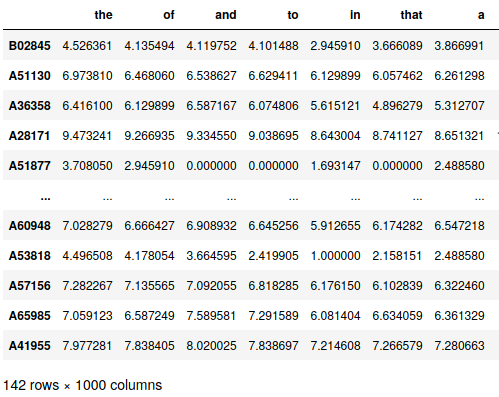 the of and to in that a
B02845 4.526361 4.135494 4.119752 4.101488 2.945910 3.666089 3.866991
A51130 6.973810 6.468060 6.538627 6.629411 6.129899 6.057462 6.261298
A36358 6.416100 6.129899 6.587167 6.074806 5.615121 4.896279 5.312707
A28171 9.473241 9.266935 9.334550 9.038695 8.643004 8.741127 8.651321
A51877 3.708050 2.945910 0.000000 0.000000 1.693147 0.000000 2.488580
... ... ... ... ... ... ... ...
A60948 7.028279 6.666427 6.908932 6.645256 5.912655 6.174282 6.547218
A53818 4.496508 4.178054 3.664595 2.419905 1.000000 2.158151 2.488580
A57156 7.282267 7.135565 7.092055 6.818285 6.176150 6.102839 6.322460
A65985 7.059123 6.587249 7.589581 7.291589 6.081404 6.634059 6.361329
A41955 7.977281 7.838405 8.020025 7.838697 7.214608 7.266579 7.280663
142 rows × 1000 columns